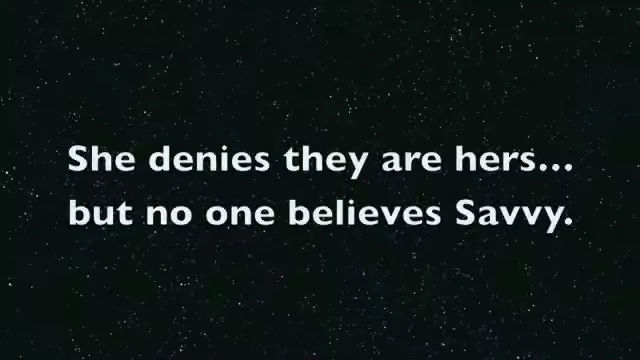 She denies they are hers...
but no one believes Savvy.